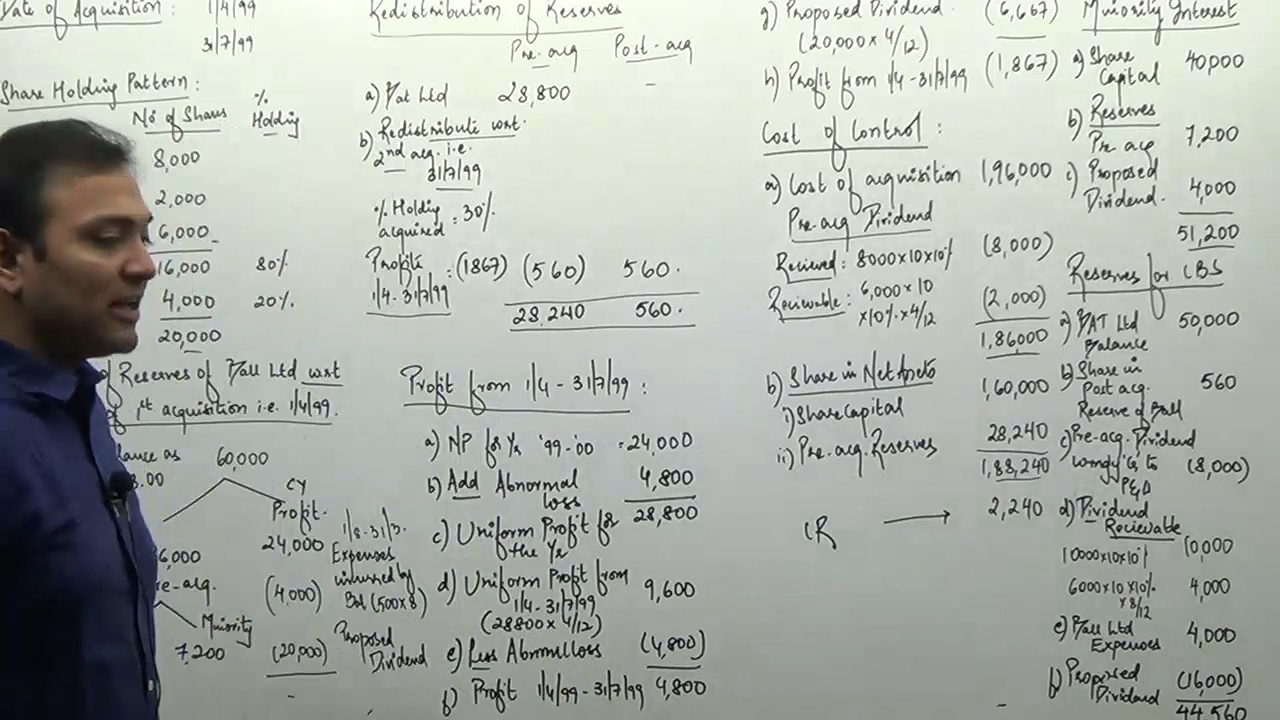 Date of Acquisition : 1/4/99
31/7/99
Share Holding Pattern :
No of Shares % Holding
8,000
2,000
6,000
16,000 80%
4,000 20%
20,000
of Reserves of Ball Ltd wrt
1st acquisition i.e. 1/4/99.
60,000
CY
Profit.
24,000
1/8-31/3.
Expenses
incurred by
Bat (500x8)
(4,000)
Minority
7,200
(20,000) Proposed
Dividend
Redistribution of Reserves
Pre-acq Post-acq
a) Bat Ltd 28,800 -
b) Redistributi wrt.
2nd acq. i.e.
31/7/99
% Holding
acquired = 30%
Profits
1/4-31/7/99 = (1867) (560) 560.
28,240 560.
Profit from 1/4 - 31/7/99 :
a) NP for Yr '99-'00 = 24,000
b) Add Abnormal
loss 4,800
28,800
c) Uniform Profit for
the Yr
d) Uniform Profit from
1/4-31/7/99 9,600
(28800 x 4/12)
e) Less Abnormal loss (4,800)
f) Profit 1/4/99-31/7/99 4,800
g) Proposed Dividend. (6,667)
(20,000 x 4/12)
h) Profit from 1/4-31/7/99 (1,867)
Cost of Control :
a) Cost of acquisition 1,96,000
Pre-acq Dividend
Recieved : 8000x10x10% (8,000)
Recievable : 6,000x10
x10% x 4/12 (2,000)
1,86,000
b) Share in Net Assets
i) Share Capital 1,60,000
ii) Pre-acq. Reserves 28,240
1,88,240
CR → 2,240
Minority Interest
a) Share
Capital 40,000
b) Reserves
Pre acq 7,200
c) Proposed
Dividend. 4,000
51,200
Reserves for CBS
a) BAT Ltd
Balance 50,000
b) Share in
Post acq. 560
Reserve of Ball
c) Pre-acq. Dividend
wrongly Cr to (8,000)
P&L
d) Dividend
Recievable
10000x10x10% 10,000
6000x10x10%
x 8/12 4,000
e) Ball Ltd
Expenses 4,000
f) Proposed
Dividend (16,000)
44,560